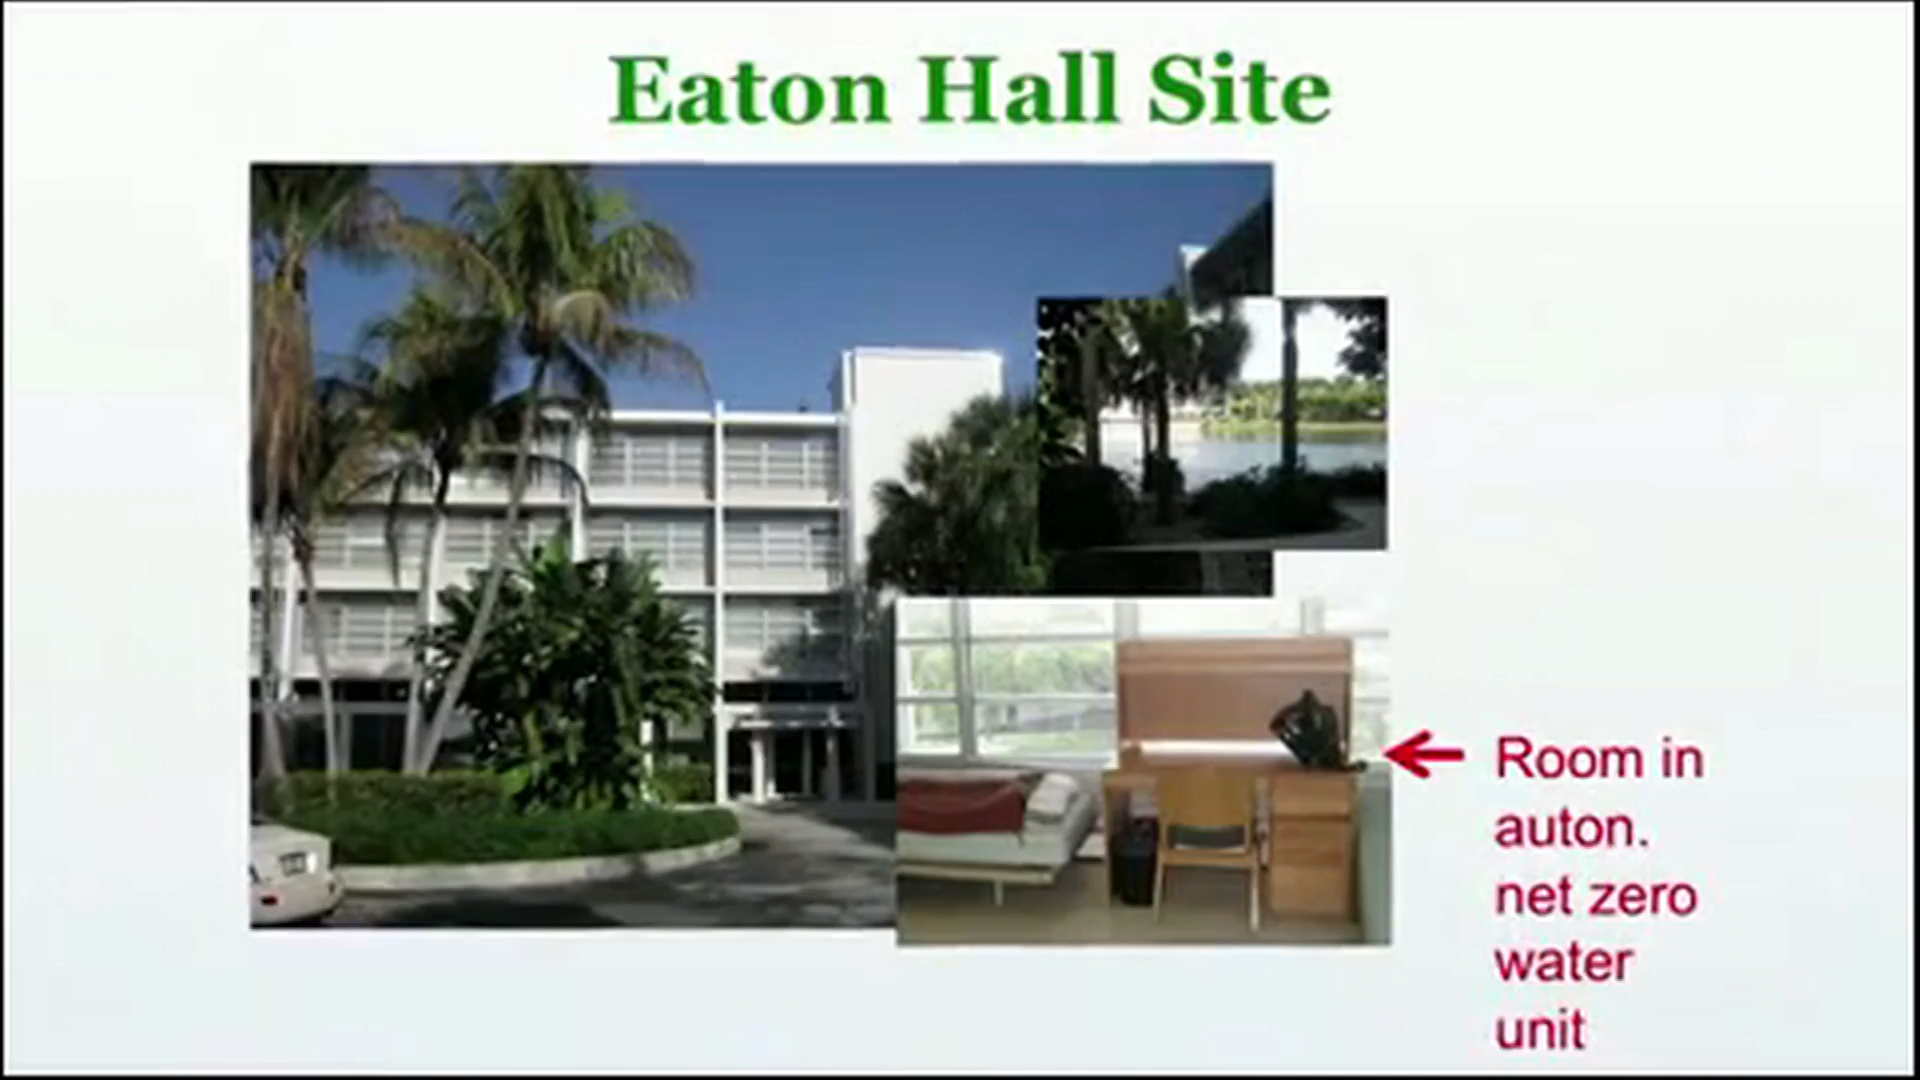 Eaton Hall Site
Room in
auton.
net zero
water
unit